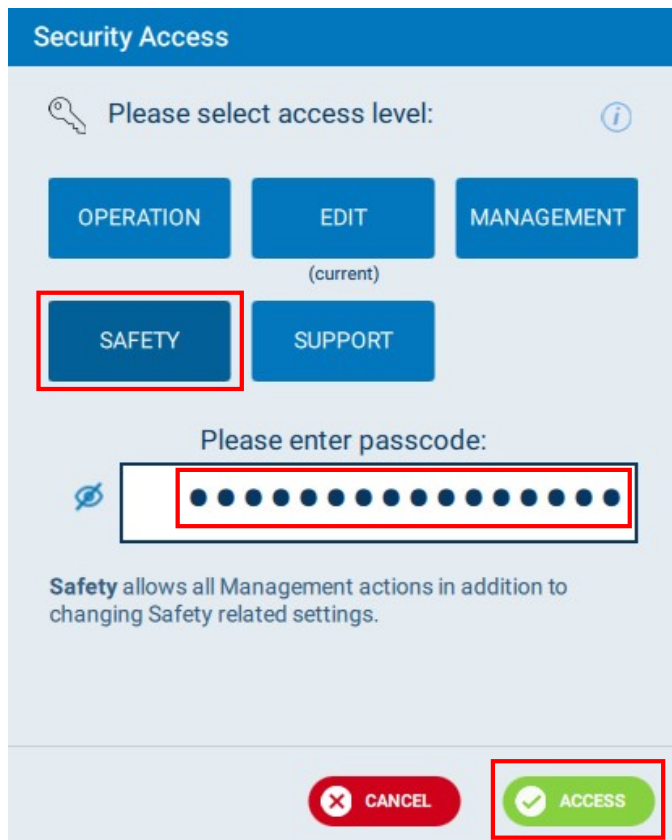 Security Access
Please select access level:
i
OPERATION
EDIT
MANAGEMENT
(current)
SAFETY
SUPPORT
Please enter passcode:
●●●●●●●●●●●●●●●●
Safety allows all Management actions in addition to
changing Safety related settings.
CANCEL
ACCESS